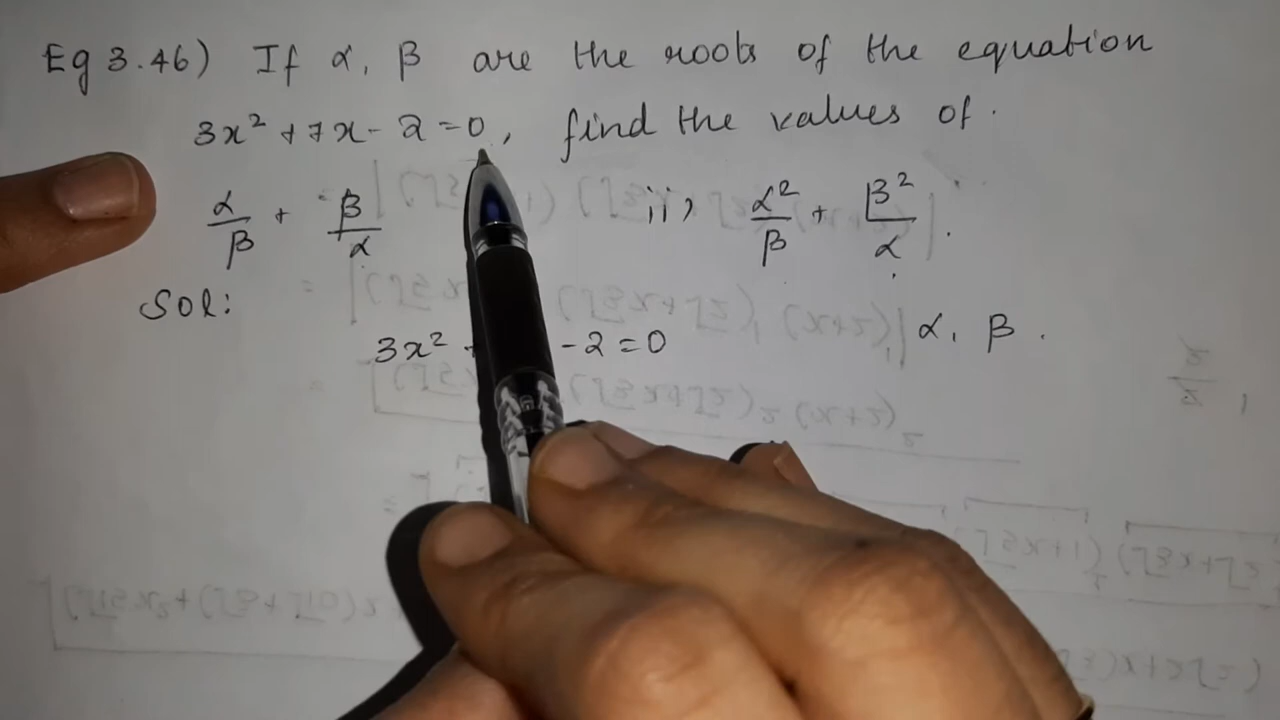 Eg 3.46) If α, β are the roots of the equation
3x² + 7x - 2 = 0, find the values of.
α/β + β/α ii, α²/β + β²/α.
Sol:
3x² - 2 = 0 α, β.